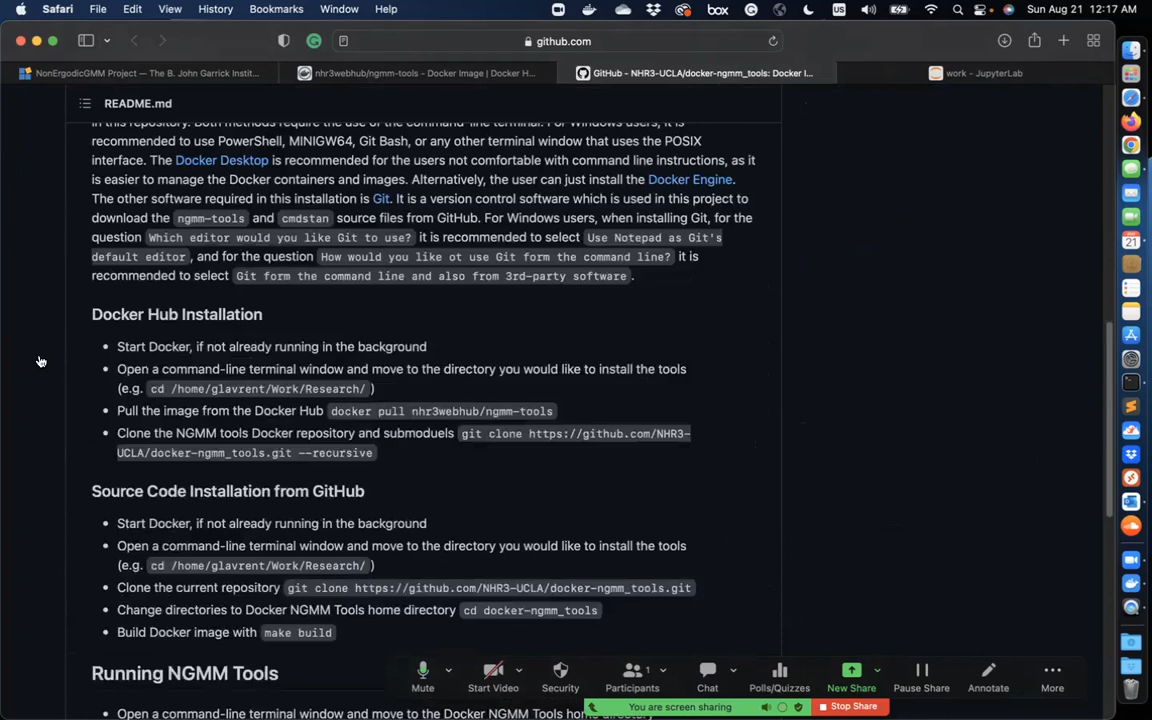 Safari File Edit View History Bookmarks Window Help box US Sun Aug 21 12:17 AM
github.com
NonErgodicGMM Project — The B. John Garrick Instit... nhr3webhub/ngmm-tools - Docker Image | Docker H... GitHub - NHR3-UCLA/docker-ngmm_tools: Docker I... work - JupyterLab
README.md
in this repository. Both methods require the use of the command-line terminal. For Windows users, it is
recommended to use PowerShell, MINIGW64, Git Bash, or any other terminal window that uses the POSIX
interface. The Docker Desktop is recommended for the users not comfortable with command line instructions, as it
is easier to manage the Docker containers and images. Alternatively, the user can just install the Docker Engine.
The other software required in this installation is Git. It is a version control software which is used in this project to
download the ngmm-tools and cmdstan source files from GitHub. For Windows users, when installing Git, for the
question Which editor would you like Git to use? it is recommended to select Use Notepad as Git's
default editor, and for the question How would you like ot use Git form the command line? it is
recommended to select Git form the command line and also from 3rd-party software.
Docker Hub Installation
• Start Docker, if not already running in the background
• Open a command-line terminal window and move to the directory you would like to install the tools
(e.g. cd /home/glavrent/Work/Research/ )
• Pull the image from the Docker Hub docker pull nhr3webhub/ngmm-tools
• Clone the NGMM tools Docker repository and submoduels git clone https://github.com/NHR3-
UCLA/docker-ngmm_tools.git --recursive
Source Code Installation from GitHub
• Start Docker, if not already running in the background
• Open a command-line terminal window and move to the directory you would like to install the tools
(e.g. cd /home/glavrent/Work/Research/ )
• Clone the current repository git clone https://github.com/NHR3-UCLA/docker-ngmm_tools.git
• Change directories to Docker NGMM Tools home directory cd docker-ngmm_tools
• Build Docker image with make build
Running NGMM Tools
• Open a command-line terminal window and move to the Docker NGMM Tools home directory
1
Mute Start Video Security Participants Chat Polls/Quizzes New Share Pause Share Annotate More
You are screen sharing Stop Share
21